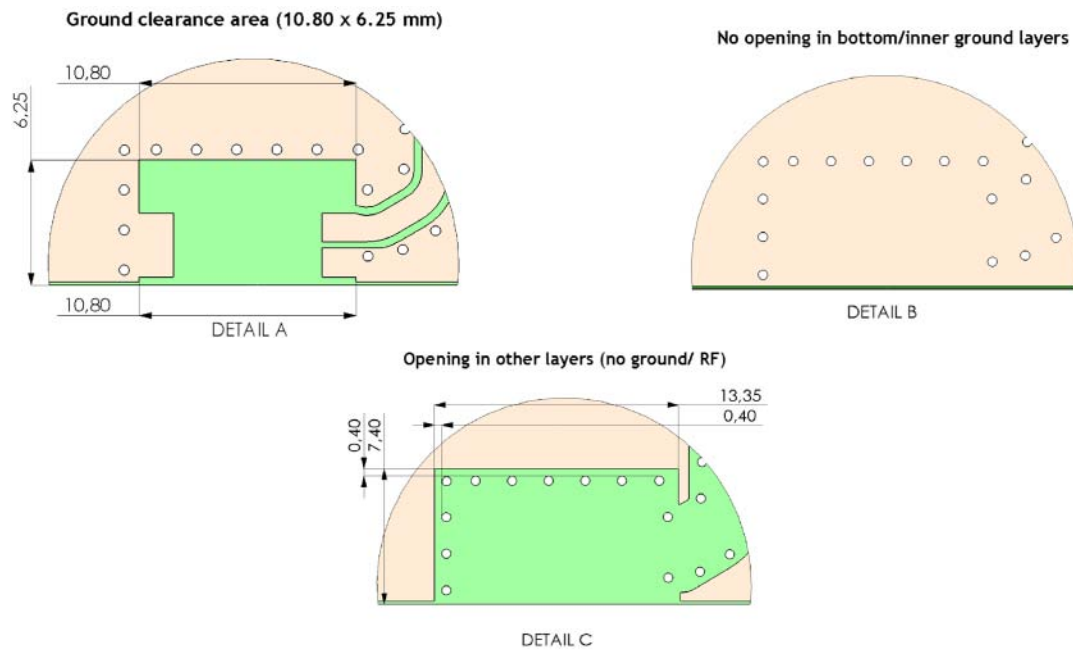 Ground clearance area (10.80 x 6.25 mm)
10,80
6,25
10,80
DETAIL A
No opening in bottom/inner ground layers
DETAIL B
Opening in other layers (no ground/ RF)
13,35
0,40
0,40
7,40
DETAIL C